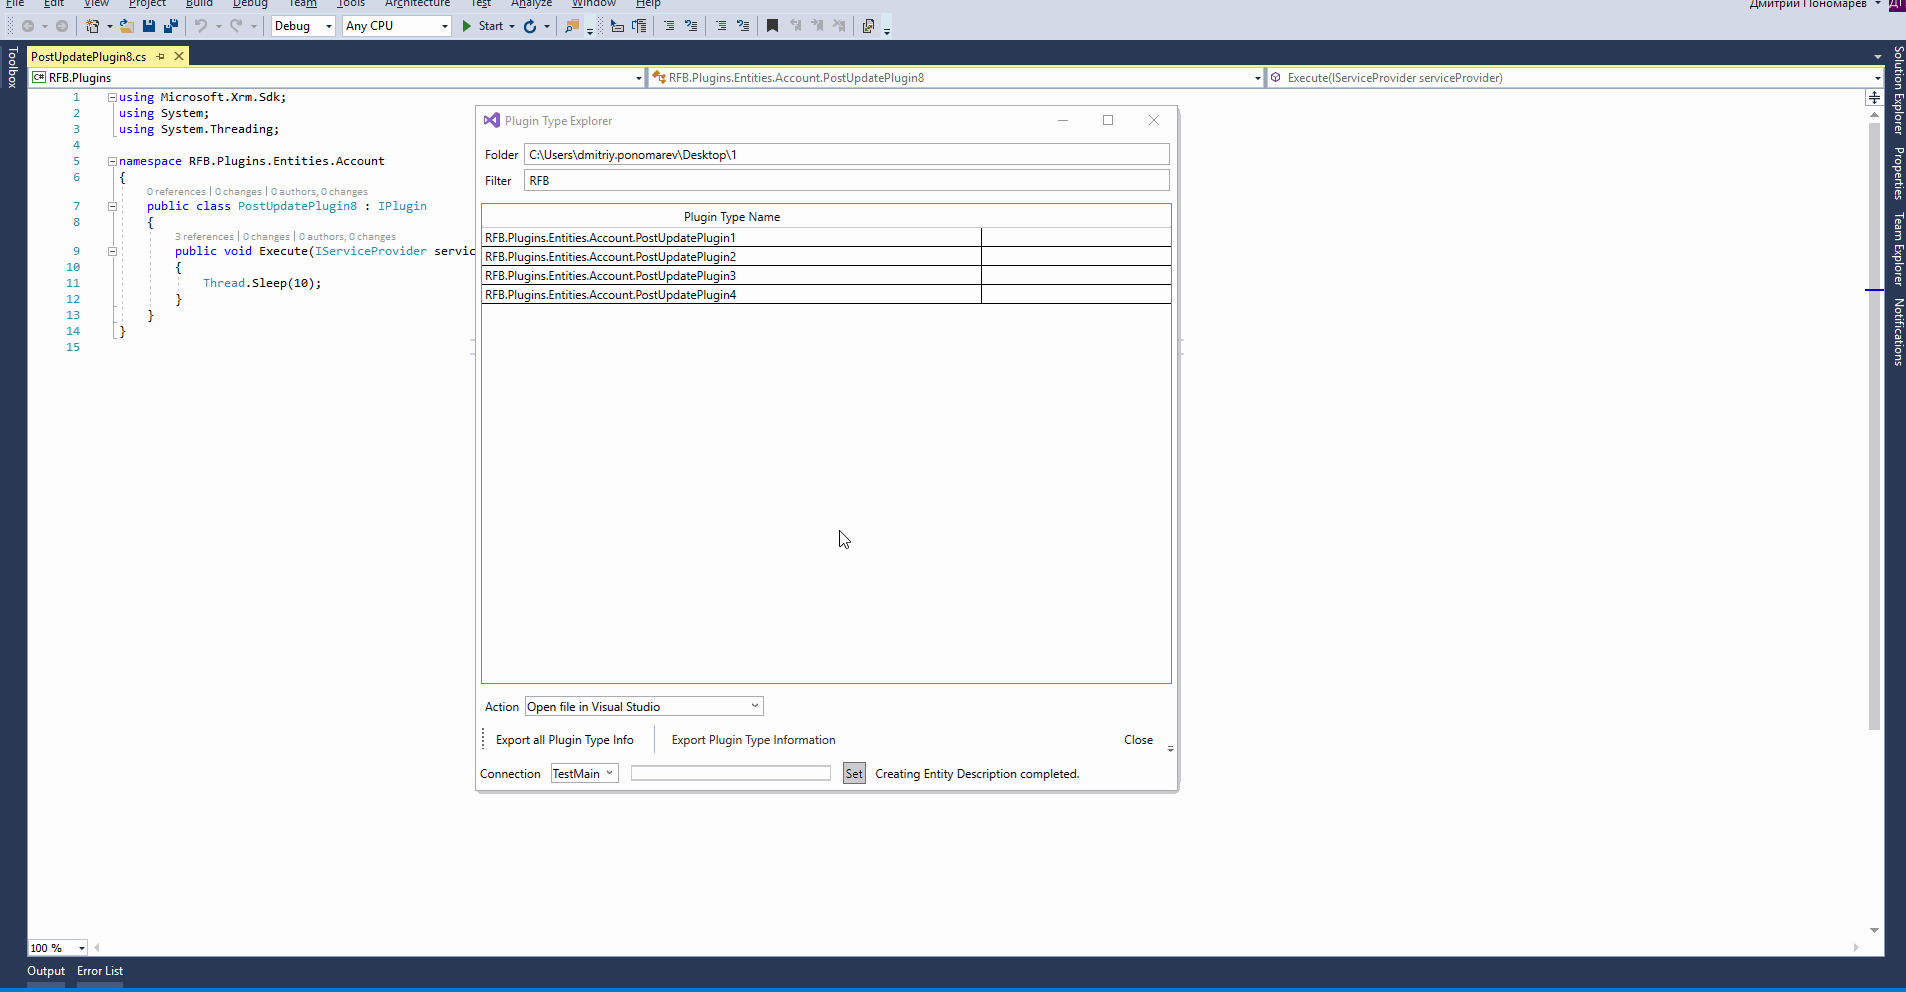 File Edit View Project Build Debug Team Tools Architecture Test Analyze Window Help Дмитрий Пономарев ДП
Debug Any CPU Start
PostUpdatePlugin8.cs
Toolbox
C# RFB.Plugins RFB.Plugins.Entities.Account.PostUpdatePlugin8 Execute(IServiceProvider serviceProvider)
1 using Microsoft.Xrm.Sdk;
2 using System;
3 using System.Threading;
4
5 namespace RFB.Plugins.Entities.Account
6 {
0 references | 0 changes | 0 authors, 0 changes
7 public class PostUpdatePlugin8 : IPlugin
8 {
3 references | 0 changes | 0 authors, 0 changes
9 public void Execute(IServiceProvider servic
10 {
11 Thread.Sleep(10);
12 }
13 }
14 }
15
Plugin Type Explorer
Folder C:\Users\dmitriy.ponomarev\Desktop\1
Filter RFB
Plugin Type Name
RFB.Plugins.Entities.Account.PostUpdatePlugin1
RFB.Plugins.Entities.Account.PostUpdatePlugin2
RFB.Plugins.Entities.Account.PostUpdatePlugin3
RFB.Plugins.Entities.Account.PostUpdatePlugin4
Action Open file in Visual Studio
Export all Plugin Type Info Export Plugin Type Information Close
Connection TestMain Set Creating Entity Description completed.
Solution Explorer
Properties
Team Explorer
Notifications
100 %
Output Error List